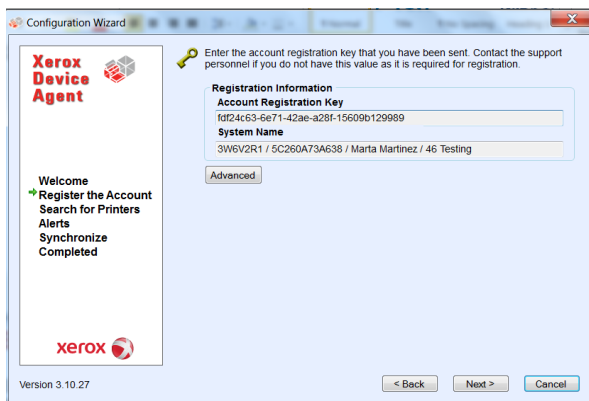 Configuration Wizard
Xerox
Device
Agent
Enter the account registration key that you have been sent. Contact the support
personnel if you do not have this value as it is required for registration.
Registration Information
Account Registration Key
fdf24c63-6e71-42ae-a28f-15609b129989
System Name
3W6V2R1 / 5C260A73A638 / Marta Martinez / 46 Testing
Advanced
Welcome
Register the Account
Search for Printers
Alerts
Synchronize
Completed
xerox
Version 3.10.27
< Back
Next >
Cancel